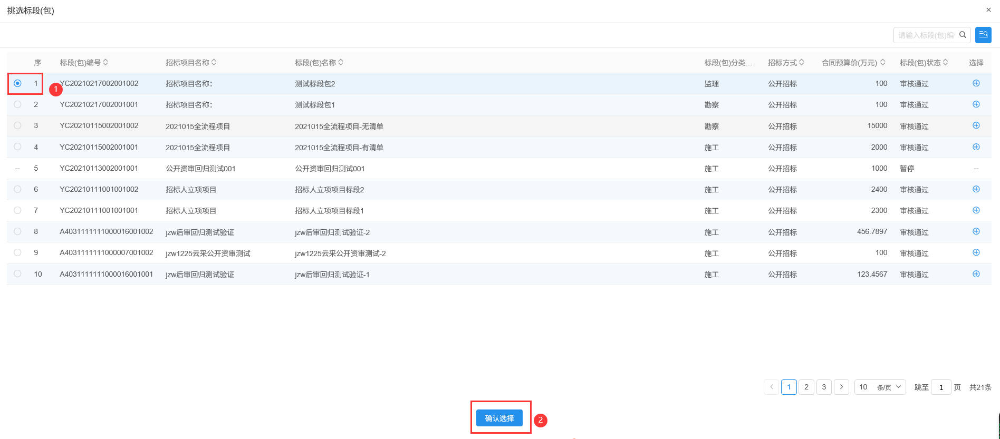 挑选标段(包)
×
请输入标段(包)编
序 标段(包)编号 招标项目名称 标段(包)名称 标段(包)分类... 招标方式 合同预算价(万元) 标段(包)状态 选择
1 YC20210217002001002 招标项目名称: 测试标段包2 监理 公开招标 100 审核通过
1
2 YC20210217002001001 招标项目名称: 测试标段包1 勘察 公开招标 100 审核通过
3 YC20210115002001002 2021015全流程项目 2021015全流程项目-无清单 勘察 公开招标 15000 审核通过
4 YC20210115002001001 2021015全流程项目 2021015全流程项目-有清单 施工 公开招标 2000 审核通过
-- 5 YC20210113002001001 公开资审回归测试001 公开资审回归测试001 施工 公开招标 1000 暂停 --
6 YC20210111001001002 招标人立项项目 招标人立项项目标段2 施工 公开招标 2400 审核通过
7 YC20210111001001001 招标人立项项目 招标人立项项目标段1 施工 公开招标 2300 审核通过
8 A4031111111000016001002 jzw后审回归测试验证 jzw后审回归测试验证-2 施工 公开招标 456.7897 审核通过
9 A4031111111000007001002 jzw1225云采公开资审测试 jzw1225云采公开资审测试-2 施工 公开招标 100 审核通过
10 A4031111111000016001001 jzw后审回归测试验证 jzw后审回归测试验证-1 施工 公开招标 123.4567 审核通过
1 2 3 10 条/页 跳至 1 页 共21条
确认选择
2